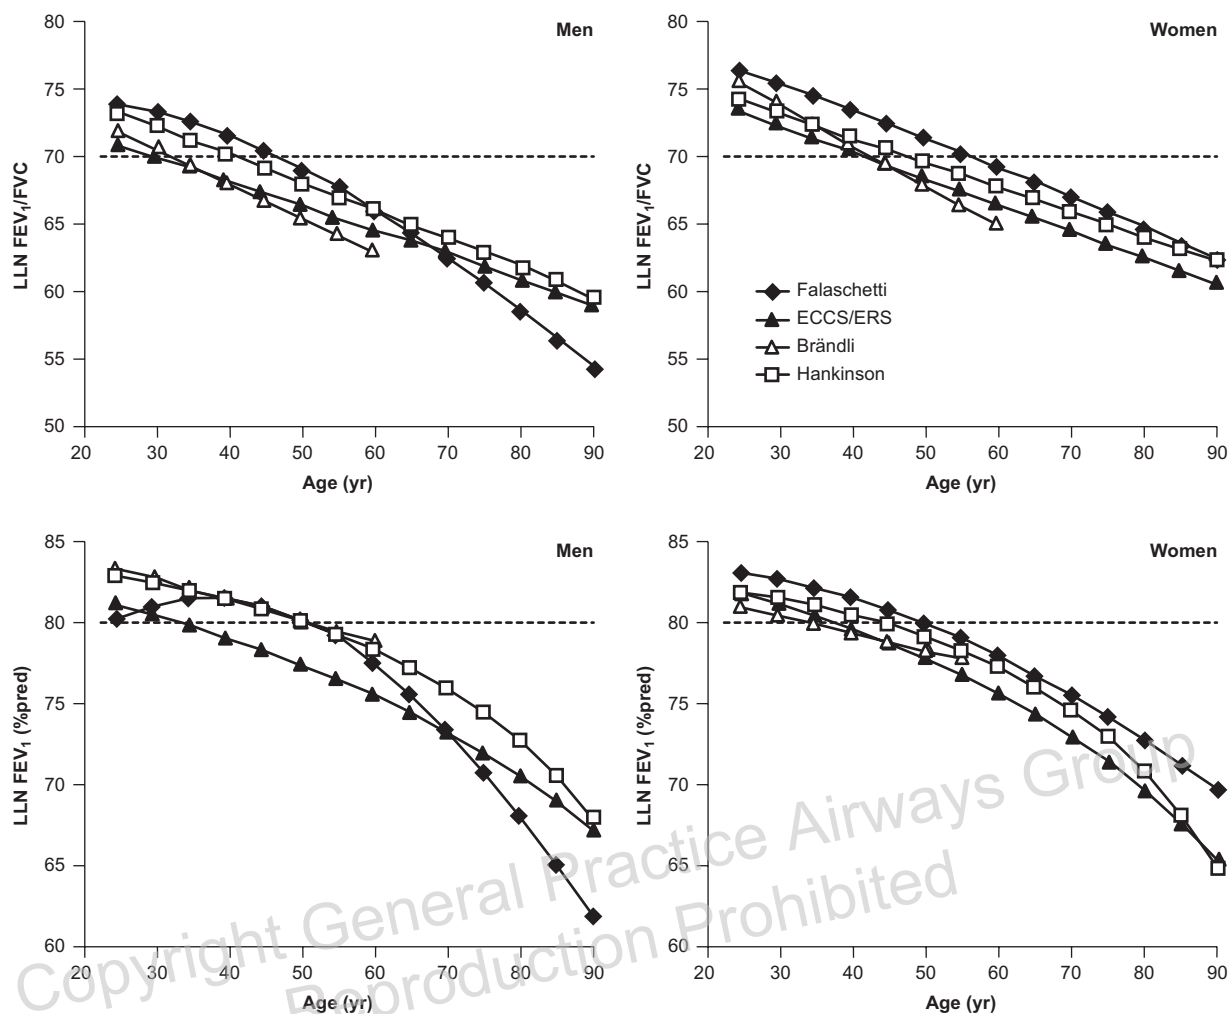 Men
80
75
70
65
60
55
50
LLN FEV₁/FVC
20 30 40 50 60 70 80 90
Age (yr)
Women
80
75
70
65
60
55
50
LLN FEV₁/FVC
Falaschetti
ECCS/ERS
Brändli
Hankinson
20 30 40 50 60 70 80 90
Age (yr)
Men
85
80
75
70
65
60
LLN FEV₁ (%pred)
20 30 40 50 60 70 80 90
Age (yr)
Women
85
80
75
70
65
60
LLN FEV₁ (%pred)
20 30 40 50 60 70 80 90
Age (yr)
Copyright General Practice Airways Group
Reproduction Prohibited